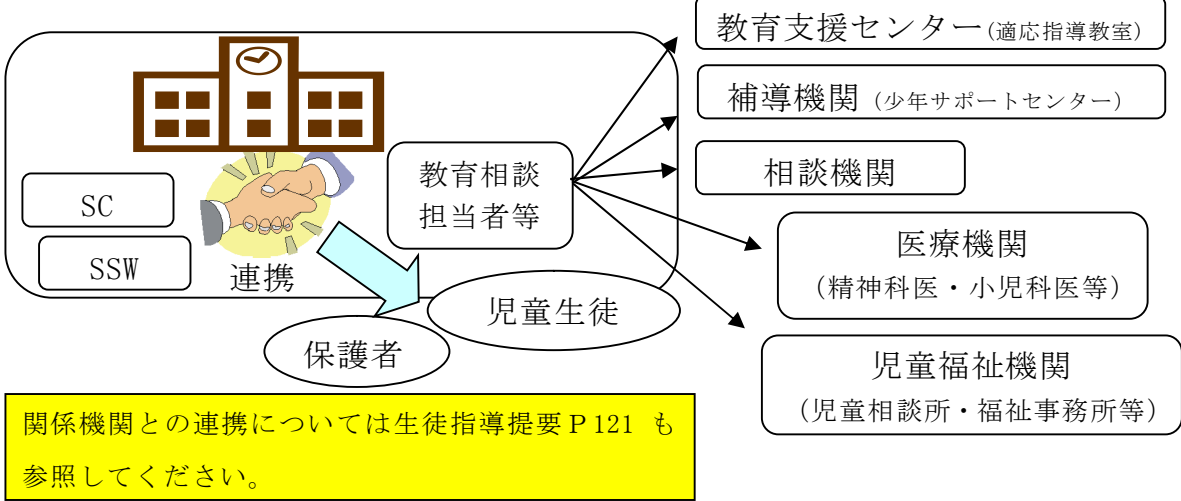 教育支援センター(適応指導教室)
補導機関（少年サポートセンター）
相談機関
医療機関
（精神科医・小児科医等）
児童福祉機関
（児童相談所・福祉事務所等）
教育相談
担当者等
SC
SSW
連携
児童生徒
保護者
関係機関との連携については生徒指導提要Ｐ121 も
参照してください。